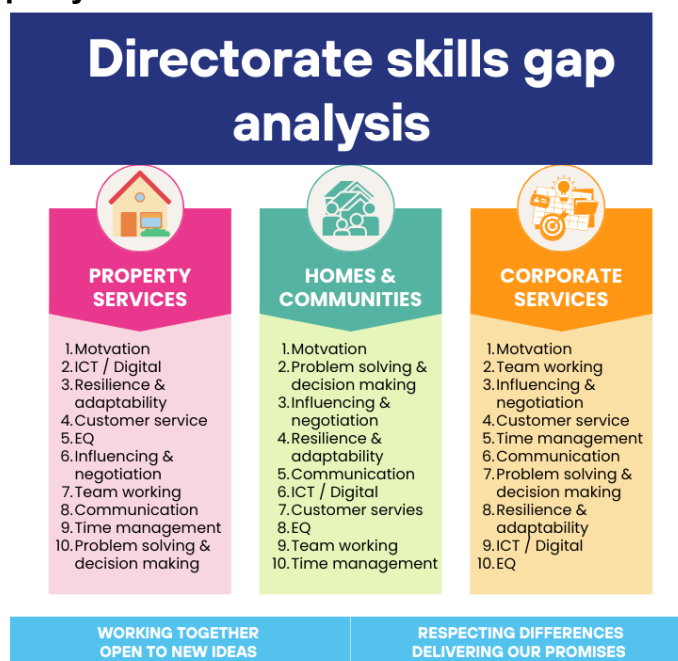 Directorate skills gap
analysis
PROPERTY
SERVICES
1.Motvation
2.ICT / Digital
3.Resilience &
adaptability
4.Customer service
5.EQ
6.Influencing &
negotiation
7.Team working
8.Communication
9.Time management
10.Problem solving &
decision making
HOMES &
COMMUNITIES
1.Motvation
2.Problem solving &
decision making
3.Influencing &
negotiation
4.Resilience &
adaptability
5.Communication
6.ICT / Digital
7.Customer servies
8.EQ
9.Team working
10.Time management
CORPORATE
SERVICES
1.Motvation
2.Team working
3.Influencing &
negotiation
4.Customer service
5.Time management
6.Communication
7.Problem solving &
decision making
8.Resilience &
adaptability
9.ICT / Digital
10.EQ
WORKING TOGETHER
OPEN TO NEW IDEAS
RESPECTING DIFFERENCES
DELIVERING OUR PROMISES